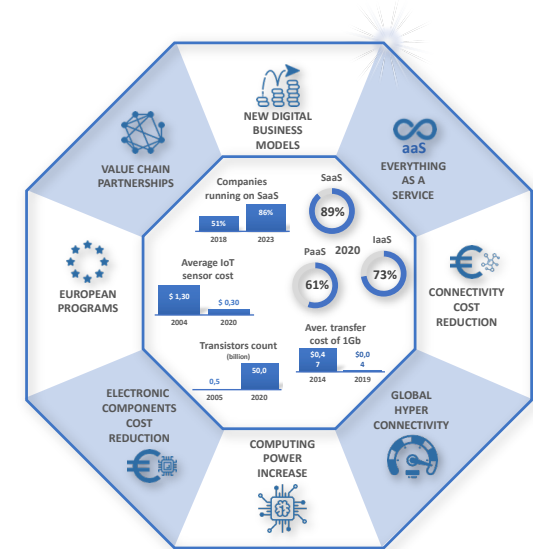 NEW DIGITAL
BUSINESS
MODELS
aaS
EVERYTHING
AS A
SERVICE
VALUE CHAIN
PARTNERSHIPS
Companies
running on SaaS
51%
86%
2018
2023
SaaS
89%
PaaS
2020
IaaS
61%
73%
EUROPEAN
PROGRAMS
Average IoT
sensor cost
$ 1,30
$ 0,30
2004
2020
CONNECTIVITY
COST
REDUCTION
Transistors count
(billion)
0,5
50,0
2005
2020
Aver. transfer
cost of 1Gb
$0,4
7
$0,0
4
2014
2019
ELECTRONIC
COMPONENTS
COST
REDUCTION
GLOBAL
HYPER
CONNECTIVITY
COMPUTING
POWER
INCREASE